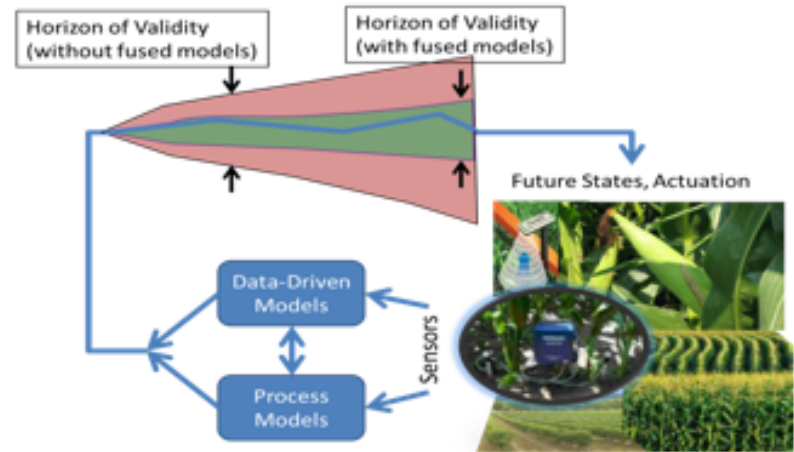 Horizon of Validity
(without fused models)
Horizon of Validity
(with fused models)
Future States, Actuation
Data-Driven
Models
Sensors
Process
Models